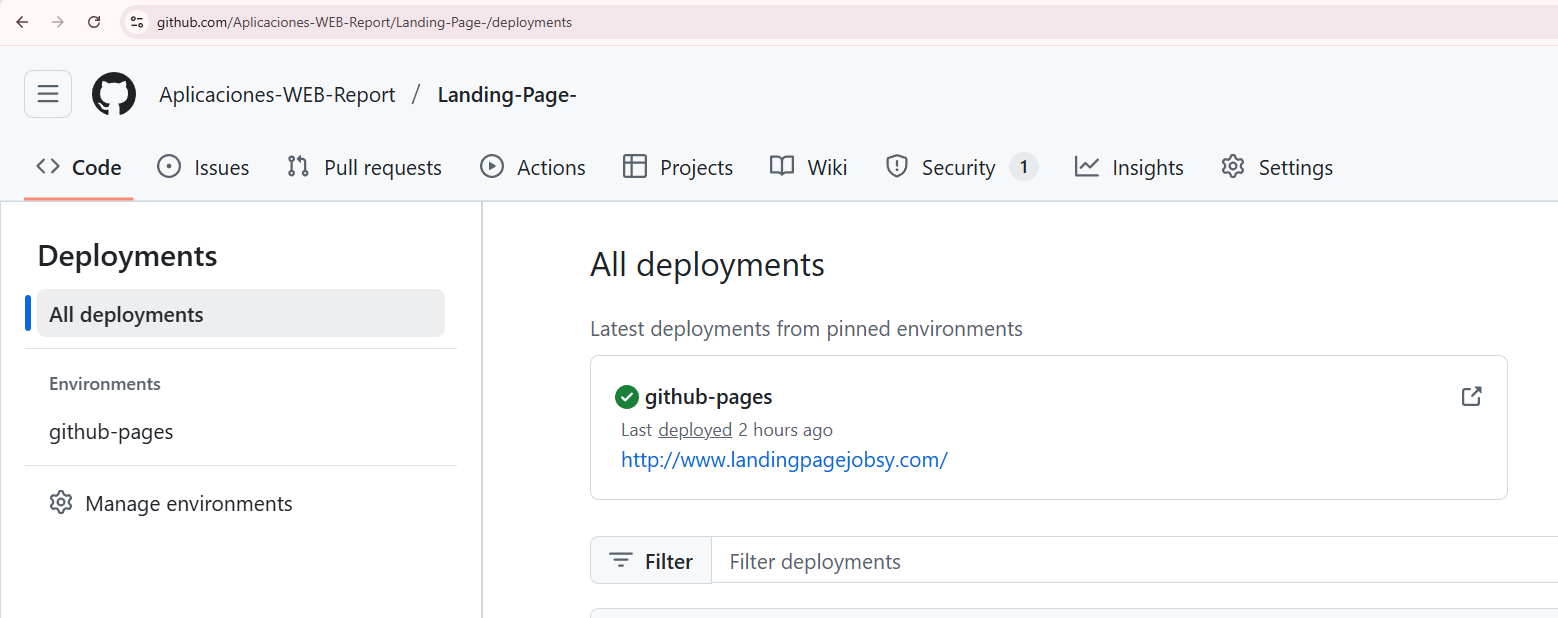 github.com/Aplicaciones-WEB-Report/Landing-Page-/deployments
Aplicaciones-WEB-Report / Landing-Page-
Code Issues Pull requests Actions Projects Wiki Security 1 Insights Settings
Deployments
All deployments
Environments
github-pages
Manage environments
All deployments
Latest deployments from pinned environments
github-pages
Last deployed 2 hours ago
http://www.landingpagejobsy.com/
Filter Filter deployments